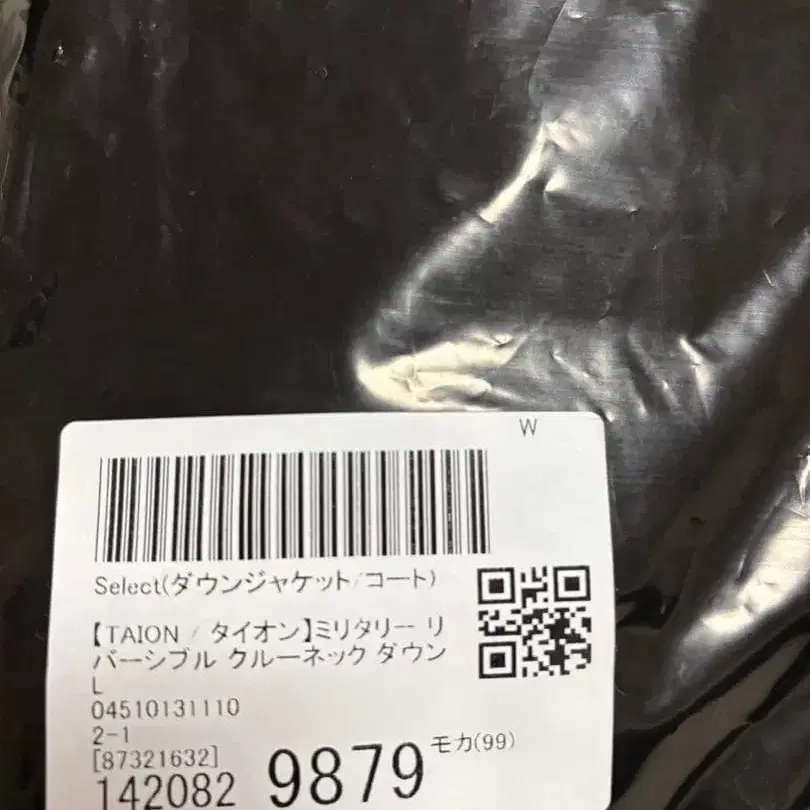 W
Select(ダウンジャケット/コート)
【TAION / タイオン】ミリタリー リ
バーシブル クルーネック ダウン
L
04510131110
2-1
[87321632]
142082 9879 モカ(99)